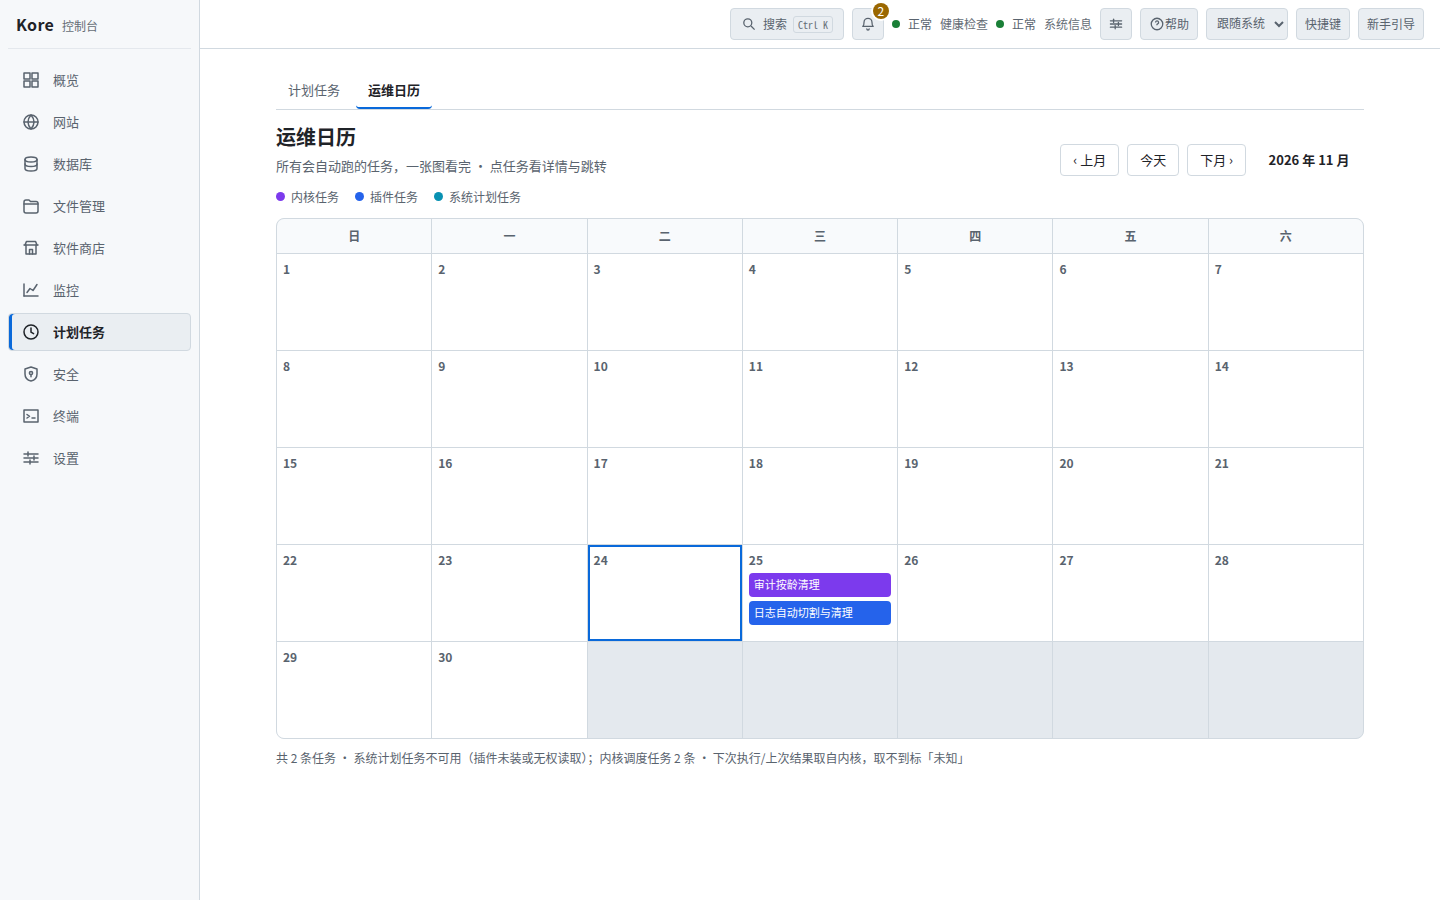 Kore 控制台
搜索 Ctrl K
2
正常 健康检查
正常 系统信息
帮助
跟随系统
快捷键
新手引导
概览
网站
数据库
文件管理
软件商店
监控
计划任务
安全
终端
设置
计划任务 运维日历
运维日历
所有会自动跑的任务，一张图看完 · 点任务看详情与跳转
‹ 上月 今天 下月 › 2026 年 11 月
内核任务 插件任务 系统计划任务
日 一 二 三 四 五 六
1 2 3 4 5 6 7
8 9 10 11 12 13 14
15 16 17 18 19 20 21
22 23 24 25 26 27 28
审计按龄清理
日志自动切割与清理
29 30
共 2 条任务 · 系统计划任务不可用（插件未装或无权读取）；内核调度任务 2 条 · 下次执行/上次结果取自内核，取不到标「未知」